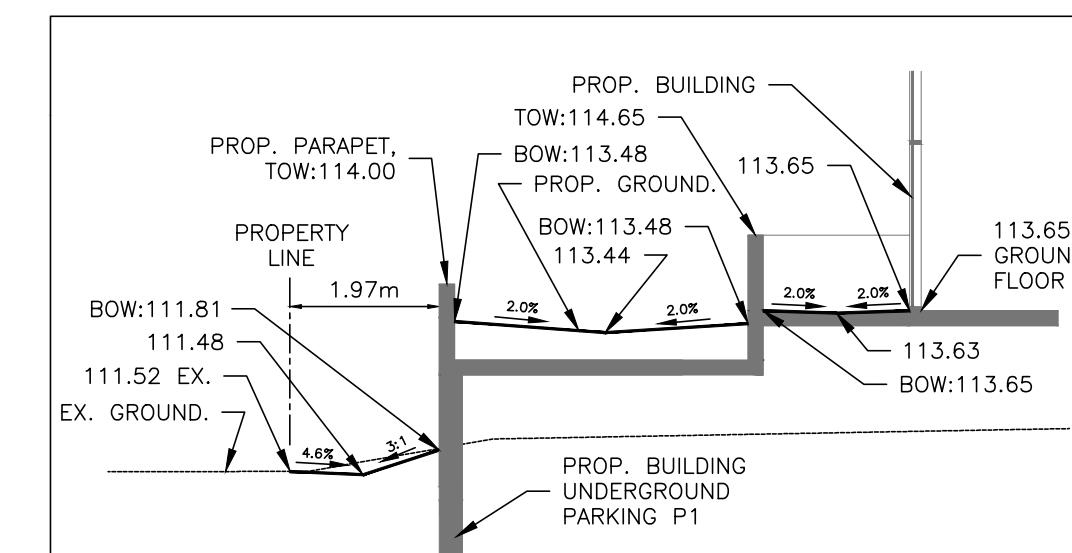 PROP. BUILDING
TOW:114.65
PROP. PARAPET,
TOW:114.00
BOW:113.48
PROP. GROUND.
113.65
BOW:113.48
113.44
PROPERTY
LINE
113.65
GROUN
FLOOR
1.97m
2.0%
2.0%
2.0%
2.0%
BOW:111.81
111.48
111.52 EX.
EX. GROUND.
113.63
BOW:113.65
4.6%
3:1
PROP. BUILDING
UNDERGROUND
PARKING P1